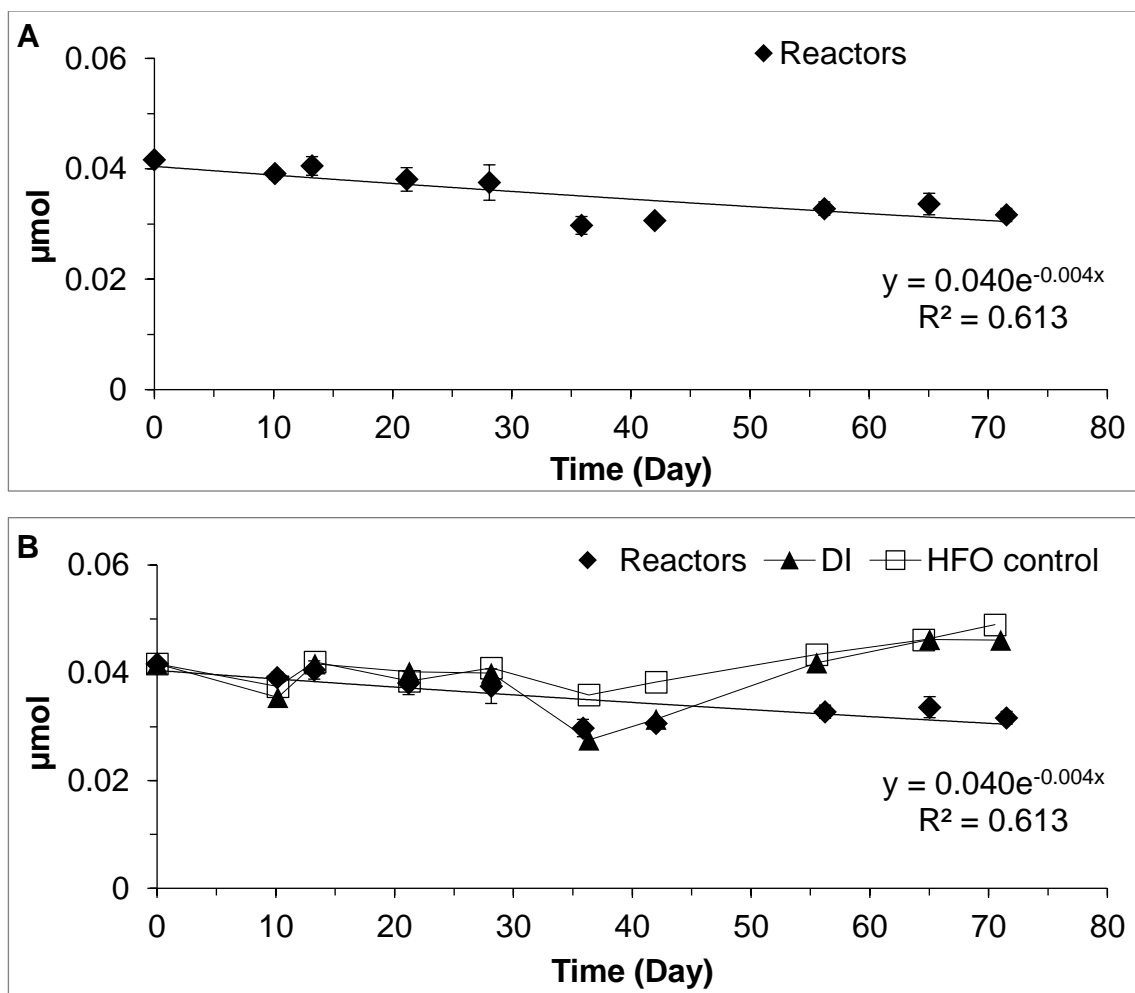 A
Reactors
0.06
0.04
0.02
0
µmol
y = 0.040e^-0.004x
R² = 0.613
0 10 20 30 40 50 60 70 80
Time (Day)
B
Reactors DI HFO control
0.06
0.04
0.02
0
µmol
y = 0.040e^-0.004x
R² = 0.613
0 10 20 30 40 50 60 70 80
Time (Day)